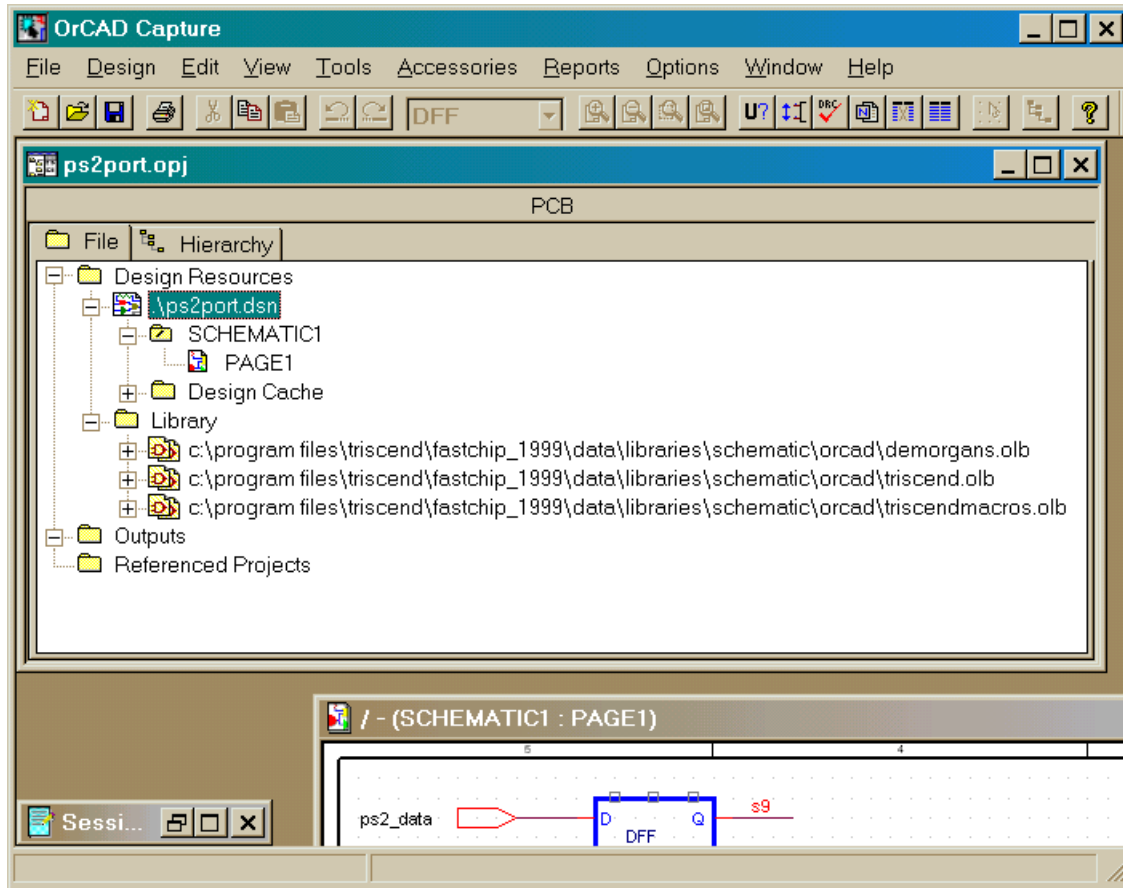 OrCAD Capture
File Design Edit View Tools Accessories Reports Options Window Help
DFF U? DRC N ?
ps2port.opj
PCB
File Hierarchy
Design Resources
.\ps2port.dsn
SCHEMATIC1
PAGE1
Design Cache
Library
c:\program files\triscend\fastchip_1999\data\libraries\schematic\orcad\demorgans.olb
c:\program files\triscend\fastchip_1999\data\libraries\schematic\orcad\triscend.olb
c:\program files\triscend\fastchip_1999\data\libraries\schematic\orcad\triscendmacros.olb
Outputs
Referenced Projects
/ - (SCHEMATIC1 : PAGE1)
5 4
ps2_data D Q s9
DFF
Sessi...